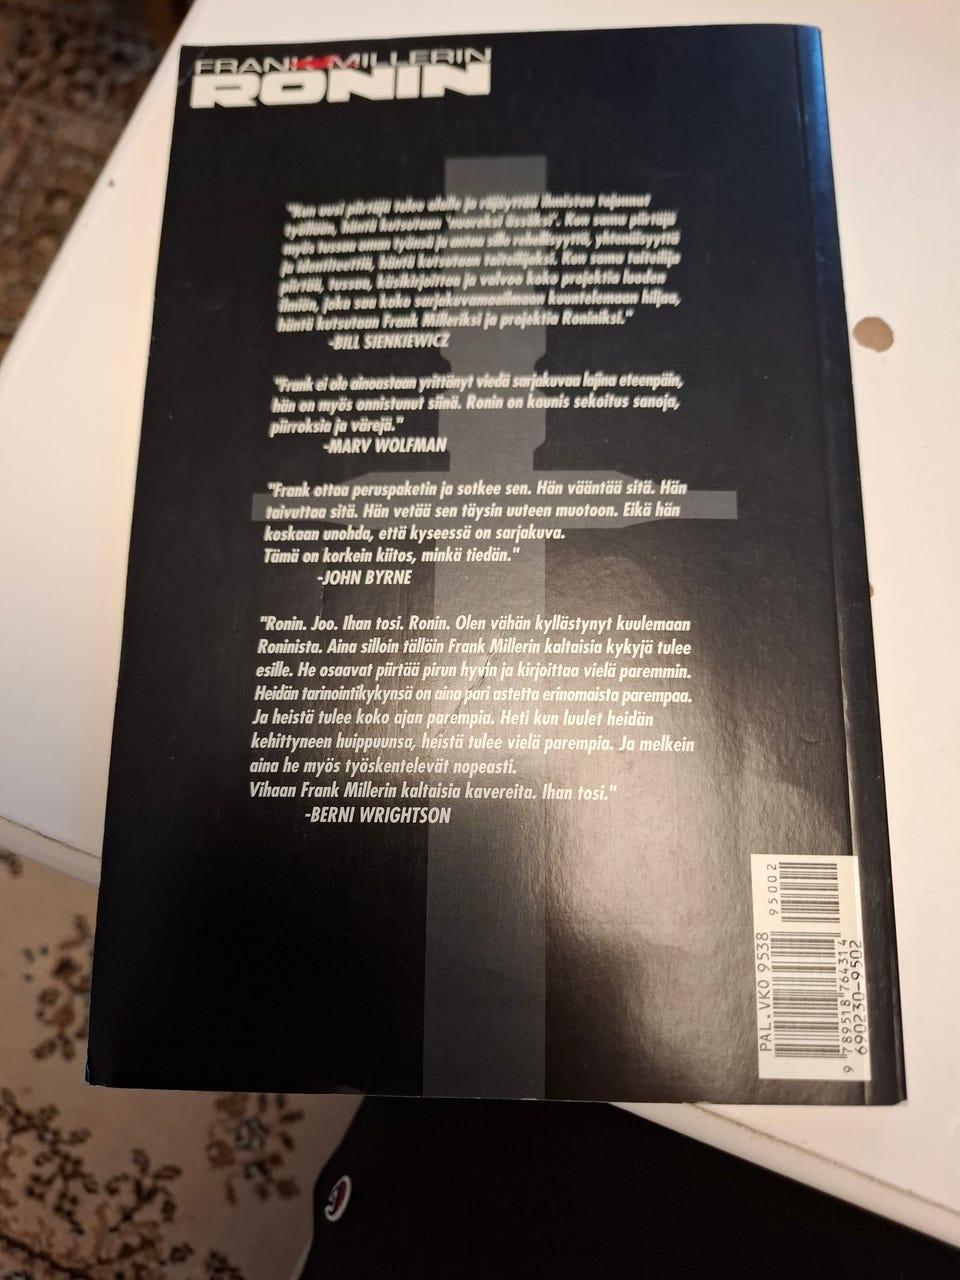 FRANK MILLERIN
RONIN
"Kun uusi piirtäjä tulee alalle ja räjäyttää ihmisten tajunnat
työllään, häntä kutsutaan 'nuoreksi Kun sama piirtäjä
myös tussaa oman työnsä ja antaa sille rehellisyyttä, yhtenäisyyttä
ja identiteettiä, häntä kutsutaan taiteilijaksi. Kun sama taiteilija
piirtää, tussaa, käsikirjoittaa ja valvoo koko projektia luoden
ilmiön, joka saa koko sarjakuvamaailman kuuntelemaan hiljaa,
häntä kutsutaan Frank Milleriksi ja projektia Roniniksi."
-BILL SIENKIEWICZ
"Frank ei ole ainoastaan yrittänyt viedä sarjakuvaa lajina eteenpäin,
hän on myös onnistunut siinä. Ronin on kaunis sekoitus sanoja,
piirroksia ja värejä."
-MARV WOLFMAN
"Frank ottaa peruspaketin ja sotkee sen. Hän vääntää sitä. Hän
taivuttaa sitä. Hän vetää sen täysin uuteen muotoon. Eikä hän
koskaan unohda, että kyseessä on sarjakuva.
Tämä on korkein kiitos, minkä tiedän."
-JOHN BYRNE
"Ronin. Joo. Ihan tosi. Ronin. Olen vähän kyllästynyt kuulemaan
Roninista. Aina silloin tällöin Frank Millerin kaltaisia kykyjä tulee
esille. He osaavat piirtää pirun hyvin ja kirjoittaa vielä paremmin.
Heidän tarinointikykynsä on aina pari astetta erinomaista parempaa.
Ja heistä tulee koko ajan parempia. Heti kun luulet heidän
kehittyneen huippuunsa, heistä tulee vielä parempia. Ja melkein
aina he myös työskentelevät nopeasti.
Vihaan Frank Millerin kaltaisia kavereita. Ihan tosi."
-BERNI WRIGHTSON
PAL.VKO 9538
95002
9 789518 764314
690230-9502